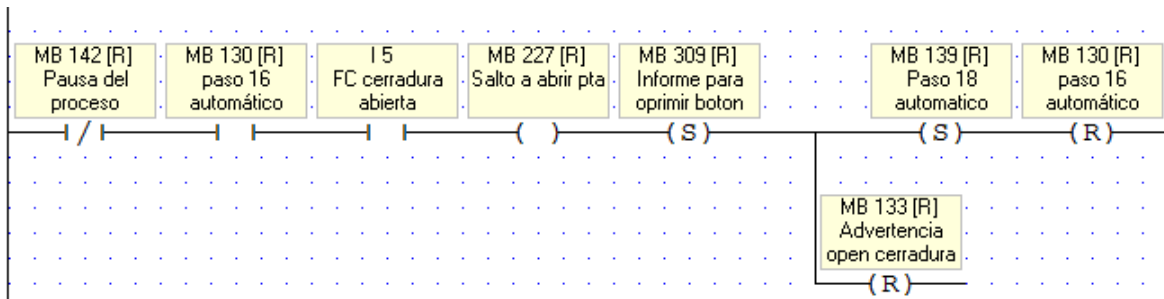 MB 142 [R]
Pausa del
proceso
MB 130 [R]
paso 16
automático
I 5
FC cerradura
abierta
MB 227 [R]
Salto a abrir pta
MB 309 [R]
Informe para
oprimir boton
MB 139 [R]
Paso 18
automatico
MB 130 [R]
paso 16
automático
(S)
(S)
(R)
MB 133 [R]
Advertencia
open cerradura
(R)